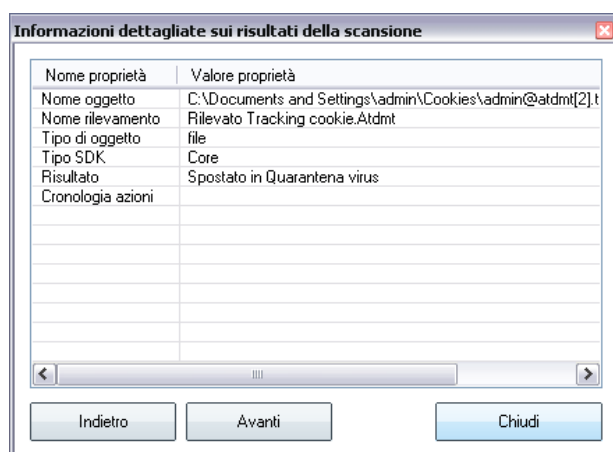 Informazioni dettagliate sui risultati della scansione
Nome proprietà Valore proprietà
Nome oggetto C:\Documents and Settings\admin\Cookies\admin@atdmt[2].t
Nome rilevamento Rilevato Tracking cookie.Atdmt
Tipo di oggetto file
Tipo SDK Core
Risultato Spostato in Quarantena virus
Cronologia azioni
Indietro Avanti Chiudi